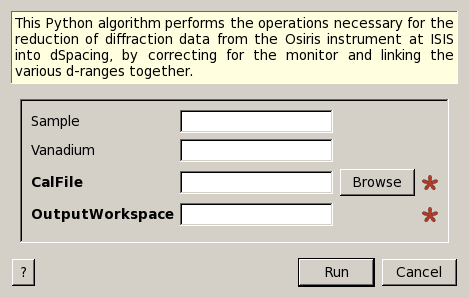 This Python algorithm performs the operations necessary for the
reduction of diffraction data from the Osiris instrument at ISIS
into dSpacing, by correcting for the monitor and linking the
various d-ranges together.
Sample
Vanadium
CalFile Browse *
OutputWorkspace *
? Run Cancel